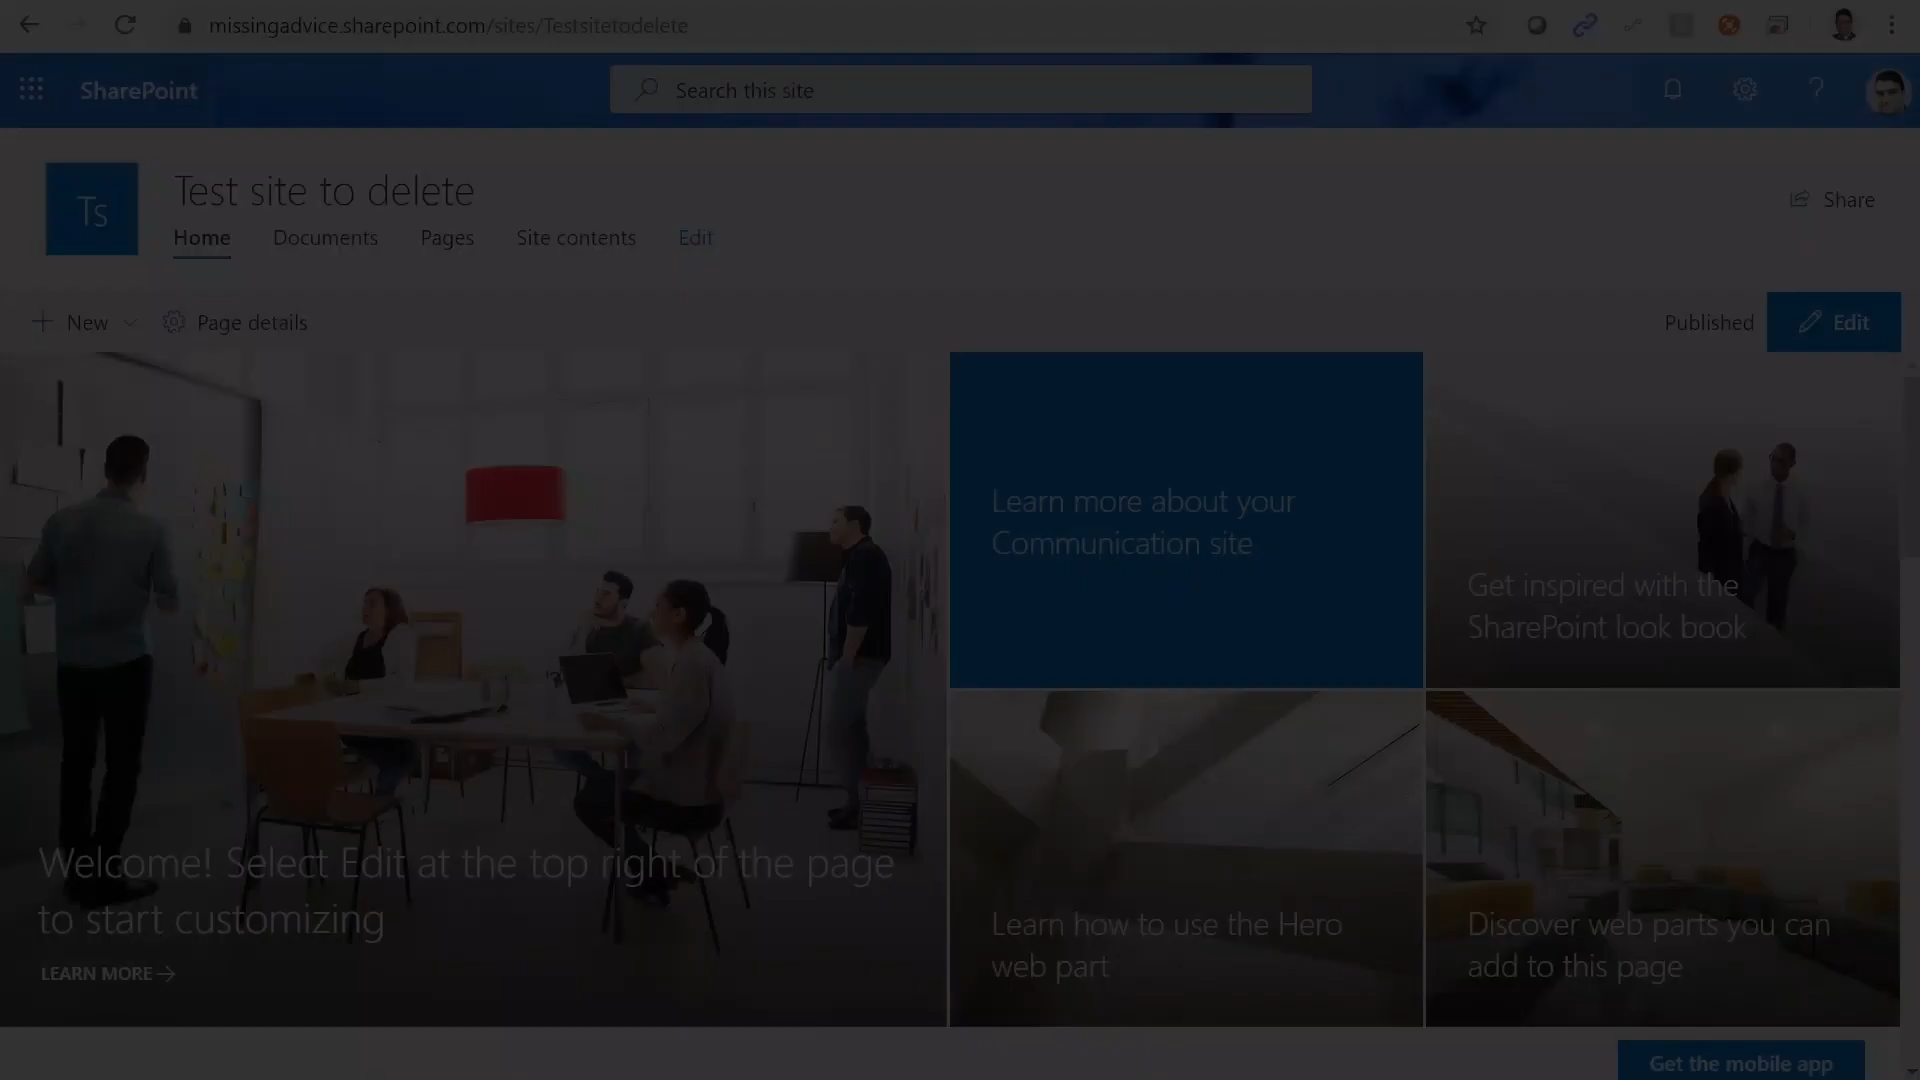 missingadvice.sharepoint.com/sites/Testsitetodelete
SharePoint
Search this site
Ts
Test site to delete
Share
Home
Documents
Pages
Site contents
Edit
New
Page details
Published
Edit
Learn more about your
Communication site
Get inspired with the
SharePoint look book
Welcome! Select Edit at the top right of the page
to start customizing
LEARN MORE
Learn how to use the Hero
web part
Discover web parts you can
add to this page
Get the mobile app